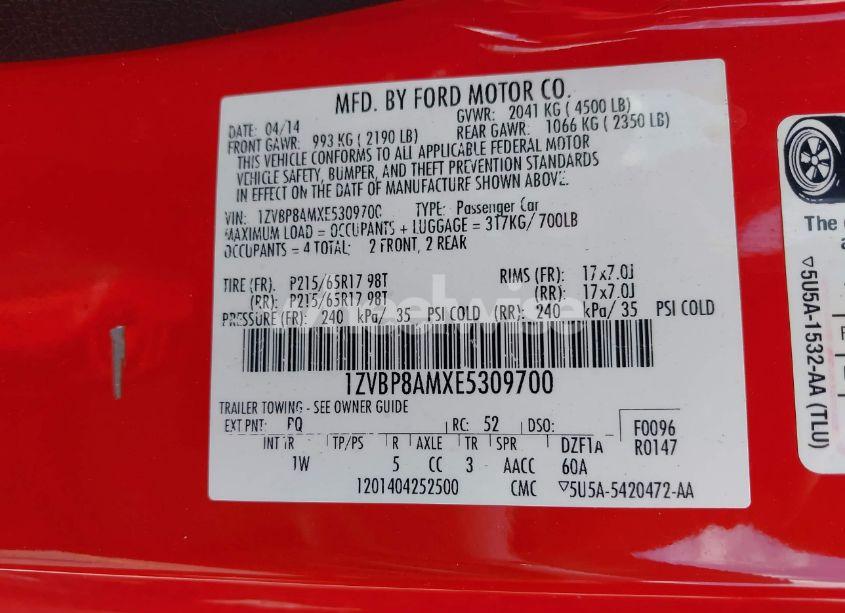 MFD. BY FORD MOTOR CO.
DATE: 04/14 GVWR: 2041 KG ( 4500 LB)
FRONT GAWR: 993 KG ( 2190 LB) REAR GAWR: 1066 KG ( 2350 LB)
THIS VEHICLE CONFORMS TO ALL APPLICABLE FEDERAL MOTOR
VEHICLE SAFETY, BUMPER, AND THEFT PREVENTION STANDARDS
IN EFFECT ON THE DATE OF MANUFACTURE SHOWN ABOVE.
VIN: 1ZVBP8AMXE5309700 TYPE: Passenger Car
MAXIMUM LOAD = OCCUPANTS + LUGGAGE = 317KG/ 700LB
OCCUPANTS = 4 TOTAL: 2 FRONT, 2 REAR
TIRE (FR): P215/65R17 98T RIMS (FR): 17x7.0J
(RR): P215/65R17 98T (RR): 17x7.0J
PRESSURE (FR): 240 kPa/ 35 PSI COLD (RR): 240 kPa/ 35 PSI COLD
1ZVBP8AMXE5309700
TRAILER TOWING - SEE OWNER GUIDE
EXT PNT: PQ RC: 52 DSO: F0096
INT TR TP/PS R AXLE TR SPR DZF1A R0147
1W 5 CC 3 AACC 60A
1201404252500 CMC ▽5U5A-5420472-AA
The
▽5U5A-1532-AA (TLU)